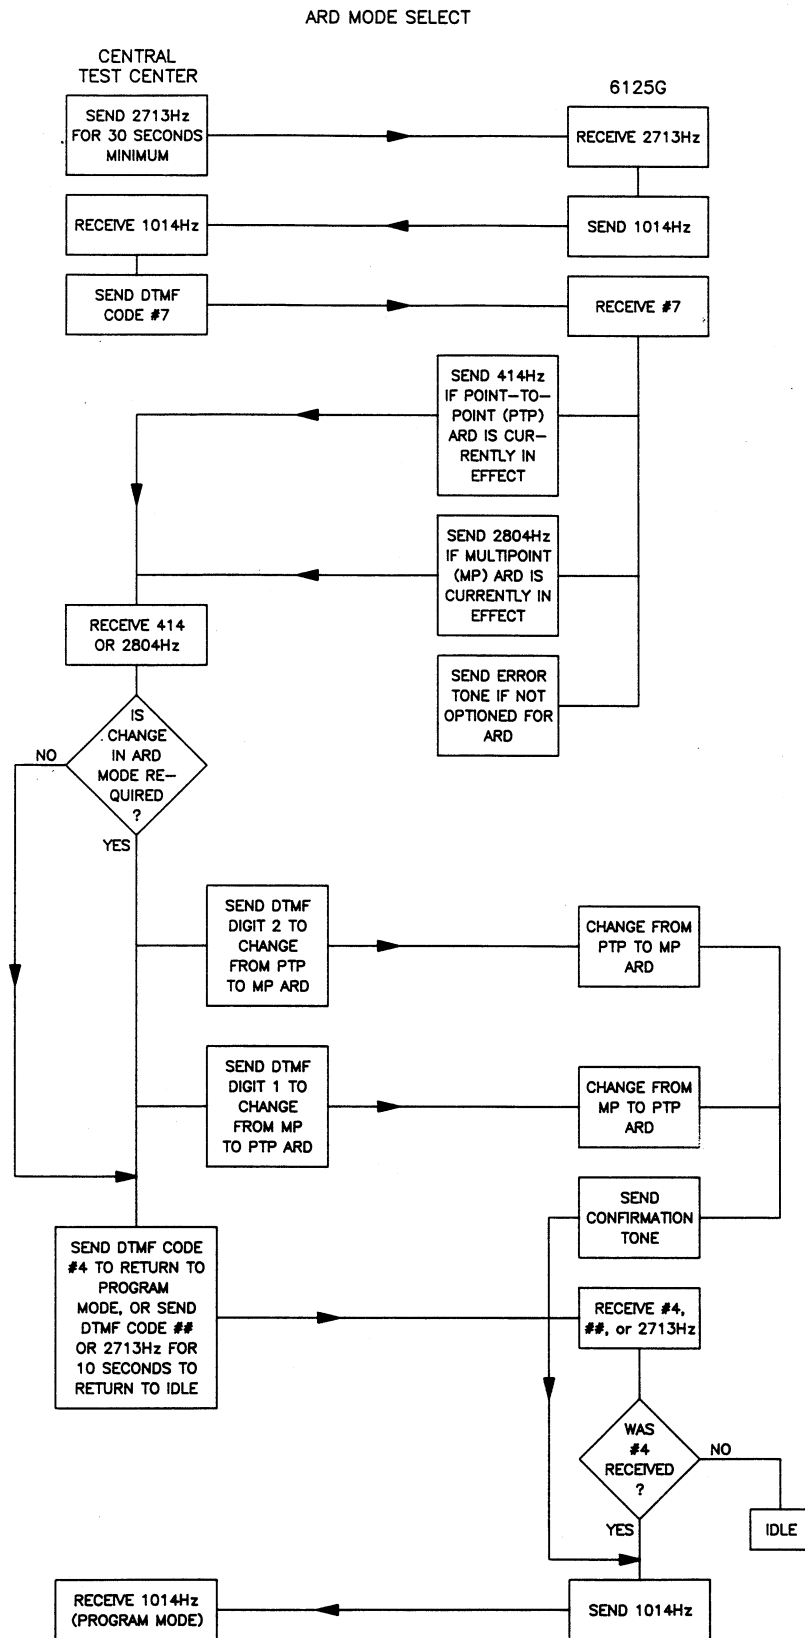 ARD MODE SELECT
CENTRAL
TEST CENTER
6125G
SEND 2713Hz
FOR 30 SECONDS
MINIMUM
RECEIVE 2713Hz
RECEIVE 1014Hz
SEND 1014Hz
SEND DTMF
CODE #7
RECEIVE #7
SEND 414Hz
IF POINT-TO-
POINT (PTP)
ARD IS CUR-
RENTLY IN
EFFECT
SEND 2804Hz
IF MULTIPOINT
(MP) ARD IS
CURRENTLY IN
EFFECT
RECEIVE 414
OR 2804Hz
SEND ERROR
TONE IF NOT
OPTIONED FOR
ARD
IS
CHANGE
IN ARD
MODE RE-
QUIRED
?
NO
YES
SEND DTMF
DIGIT 2 TO
CHANGE
FROM PTP
TO MP ARD
CHANGE FROM
PTP TO MP
ARD
SEND DTMF
DIGIT 1 TO
CHANGE
FROM MP
TO PTP ARD
CHANGE FROM
MP TO PTP
ARD
SEND
CONFIRMATION
TONE
SEND DTMF CODE
#4 TO RETURN TO
PROGRAM
MODE, OR SEND
DTMF CODE ##
OR 2713Hz FOR
10 SECONDS TO
RETURN TO IDLE
RECEIVE #4,
##, or 2713Hz
WAS
#4
RECEIVED
?
NO
YES
IDLE
RECEIVE 1014Hz
(PROGRAM MODE)
SEND 1014Hz